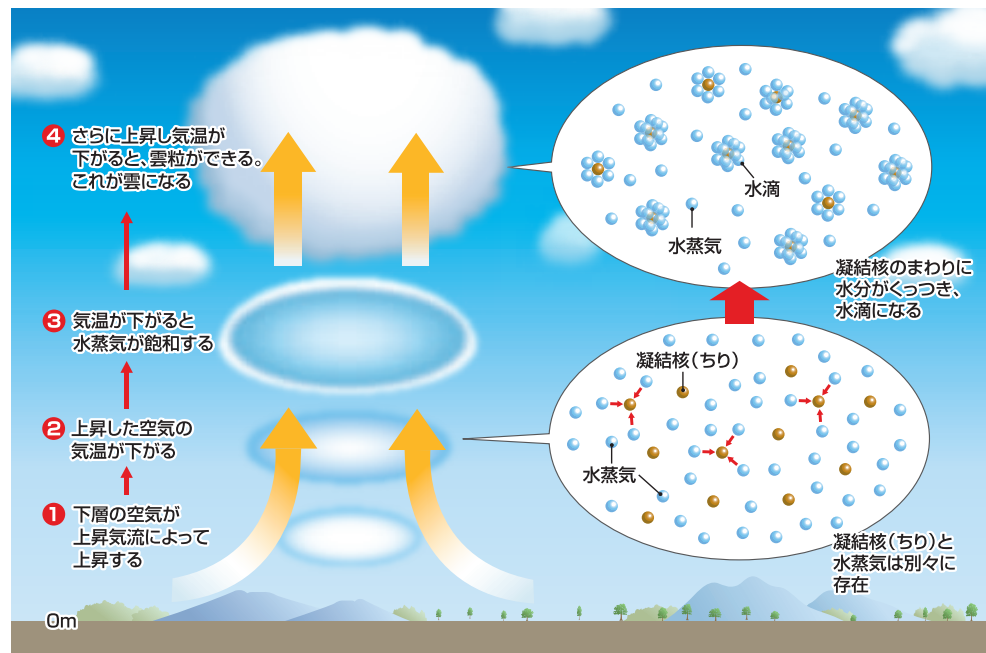 ④ さらに上昇し気温が
下がると、雲粒ができる。
これが雲になる
③ 気温が下がると
水蒸気が飽和する
② 上昇した空気の
気温が下がる
① 下層の空気が
上昇気流によって
上昇する
0m
水滴
水蒸気
凝結核のまわりに
水分がくっつき、
水滴になる
凝結核（ちり）
水蒸気
凝結核（ちり）と
水蒸気は別々に
存在